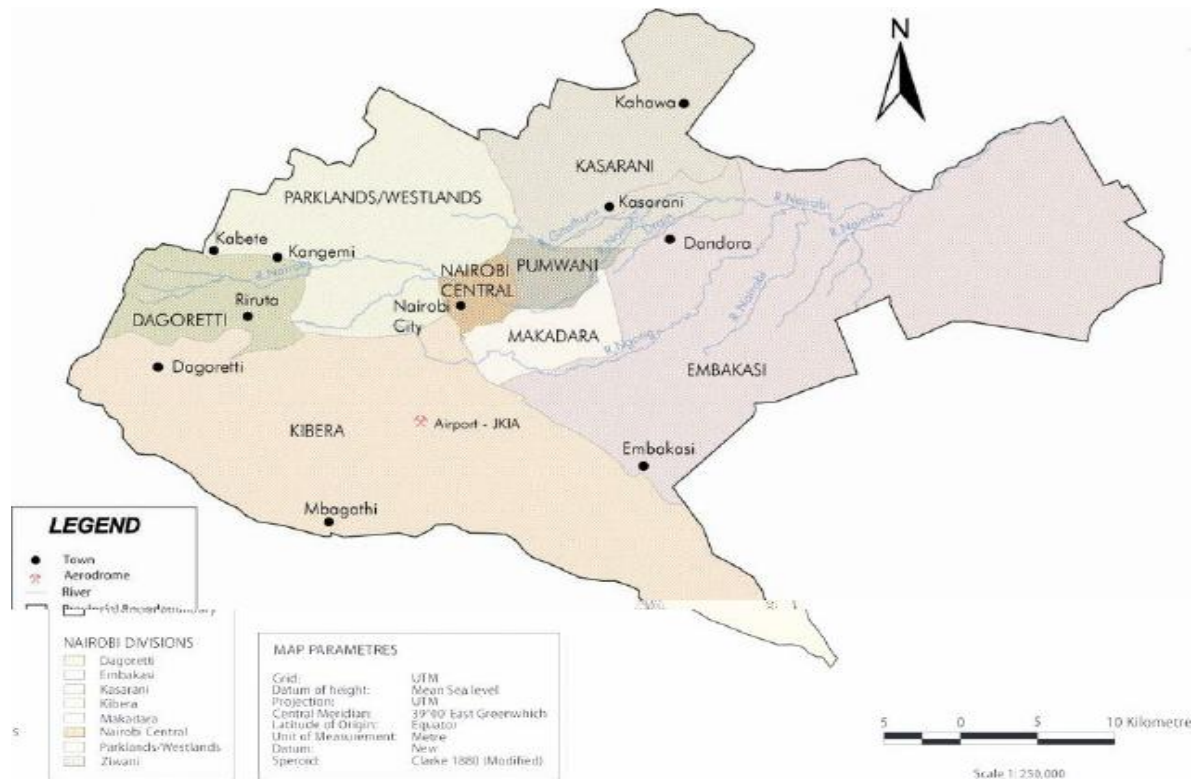 N
Kahawa
KASARANI
PARKLANDS/WESTLANDS
Kasarani
R.Nairobi
R.Nairobi
Kabete
Kangemi
Dandora
NAIROBI
CENTRAL
PUMWANI
R.Nairobi
R.Nairobi
Riruta
Nairobi
City
DAGORETTI
MAKADARA
R.Ngong
Dagoretti
EMBAKASI
KIBERA
Airport - JKIA
Embakasi
Mbagathi
LEGEND
Town
Aerodrome
River
NAIROBI DIVISIONS
Dagoretti
Embakasi
Kasarani
Kibera
Makadara
Nairobi Central
Parklands/Westlands
Ziwani
MAP PARAMETRES
Grid: UTM
Datum of height: Mean Sea level
Projection: UTM
Central Meridian: 39°00' East Greenwhich
Latitude of Origin: Equator
Unit of Measurement: Metre
Datum: New
Speroid: Clarke 1880 (Modified)
s
5 0 5 10 Kilometre
Scale 1:250,000